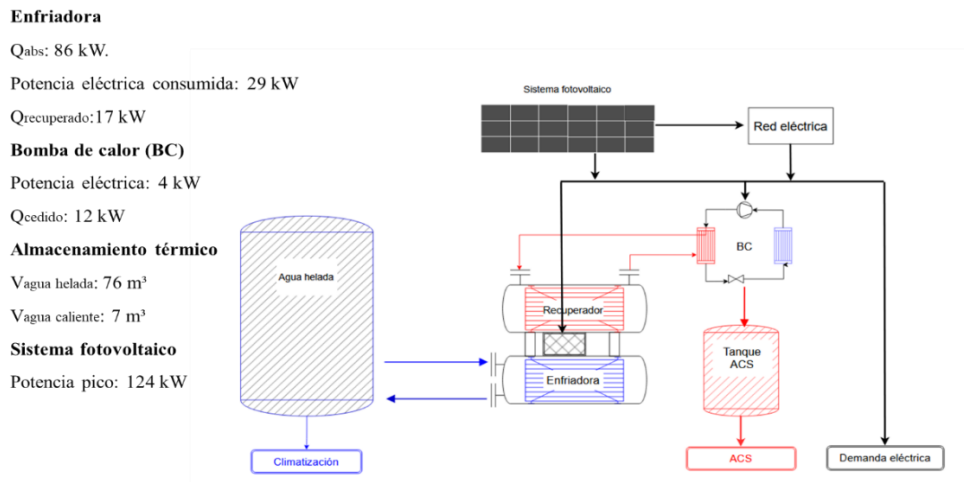 Enfriadora
Qabs: 86 kW.
Potencia eléctrica consumida: 29 kW
Qrecuperado:17 kW
Bomba de calor (BC)
Potencia eléctrica: 4 kW
Qcedido: 12 kW
Almacenamiento térmico
Vagua helada: 76 m³
Vagua caliente: 7 m³
Sistema fotovoltaico
Potencia pico: 124 kW
Sistema fotovoltaico
Red eléctrica
BC
Agua helada
Recuperador
Enfriadora
Tanque
ACS
Climatización
ACS
Demanda eléctrica